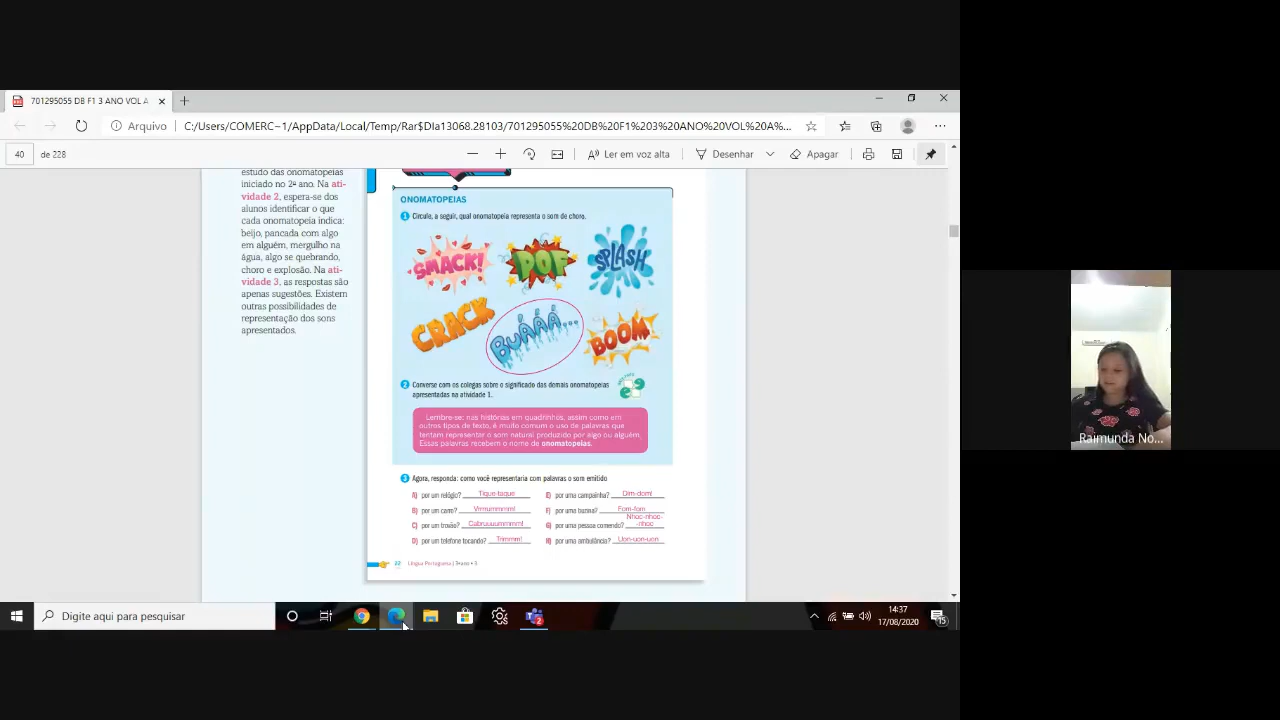 701295055 DB F1 3 ANO VOL A
Arquivo
C:/Users/COMERC~1/AppData/Local/Temp/Rar$DIa13068.28103/701295055%20DB%20F1%203%20ANO%20VOL%20A%...
40 de 228
Ler em voz alta
Desenhar
Apagar
estudo das onomatopeias
iniciado no 2º ano. Na ati-
vidade 2, espera-se dos
alunos identificar o que
cada onomatopeia indica:
beijo, pancada com algo
em alguém, mergulho na
água, algo se quebrando,
choro e explosão. Na ati-
vidade 3, as respostas são
apenas sugestões. Existem
outras possibilidades de
representação dos sons
apresentados.
ONOMATOPEIAS
1 Circule, a seguir, qual onomatopeia representa o som de choro.
SMACK!
POF
SPLASH
CRACK
BUÁÁÁ...
BOOM
2 Converse com os colegas sobre o significado das demais onomatopeias
apresentadas na atividade 1.
Lembre-se: nas histórias em quadrinhos, assim como em
outros tipos de texto, é muito comum o uso de palavras que
tentam representar o som natural produzido por algo ou alguém.
Essas palavras recebem o nome de onomatopeias.
3 Agora, responda: como você representaria com palavras o som emitido
A) por um relógio? Tique-taque
B) por um carro? Vrrrummmm!
C) por um trovão? Cabruuuummmm!
D) por um telefone tocando? Trimmm!
E) por uma campainha? Dim-dom!
F) por uma buzina? Fom-fom
G) por uma pessoa comendo? Nhoc-nhoc-
-nhoc
H) por uma ambulância? Uon-uon-uon
22 Língua Portuguesa | 3º ano • 3
Raimunda No...
Digite aqui para pesquisar
2
14:37
17/08/2020
15